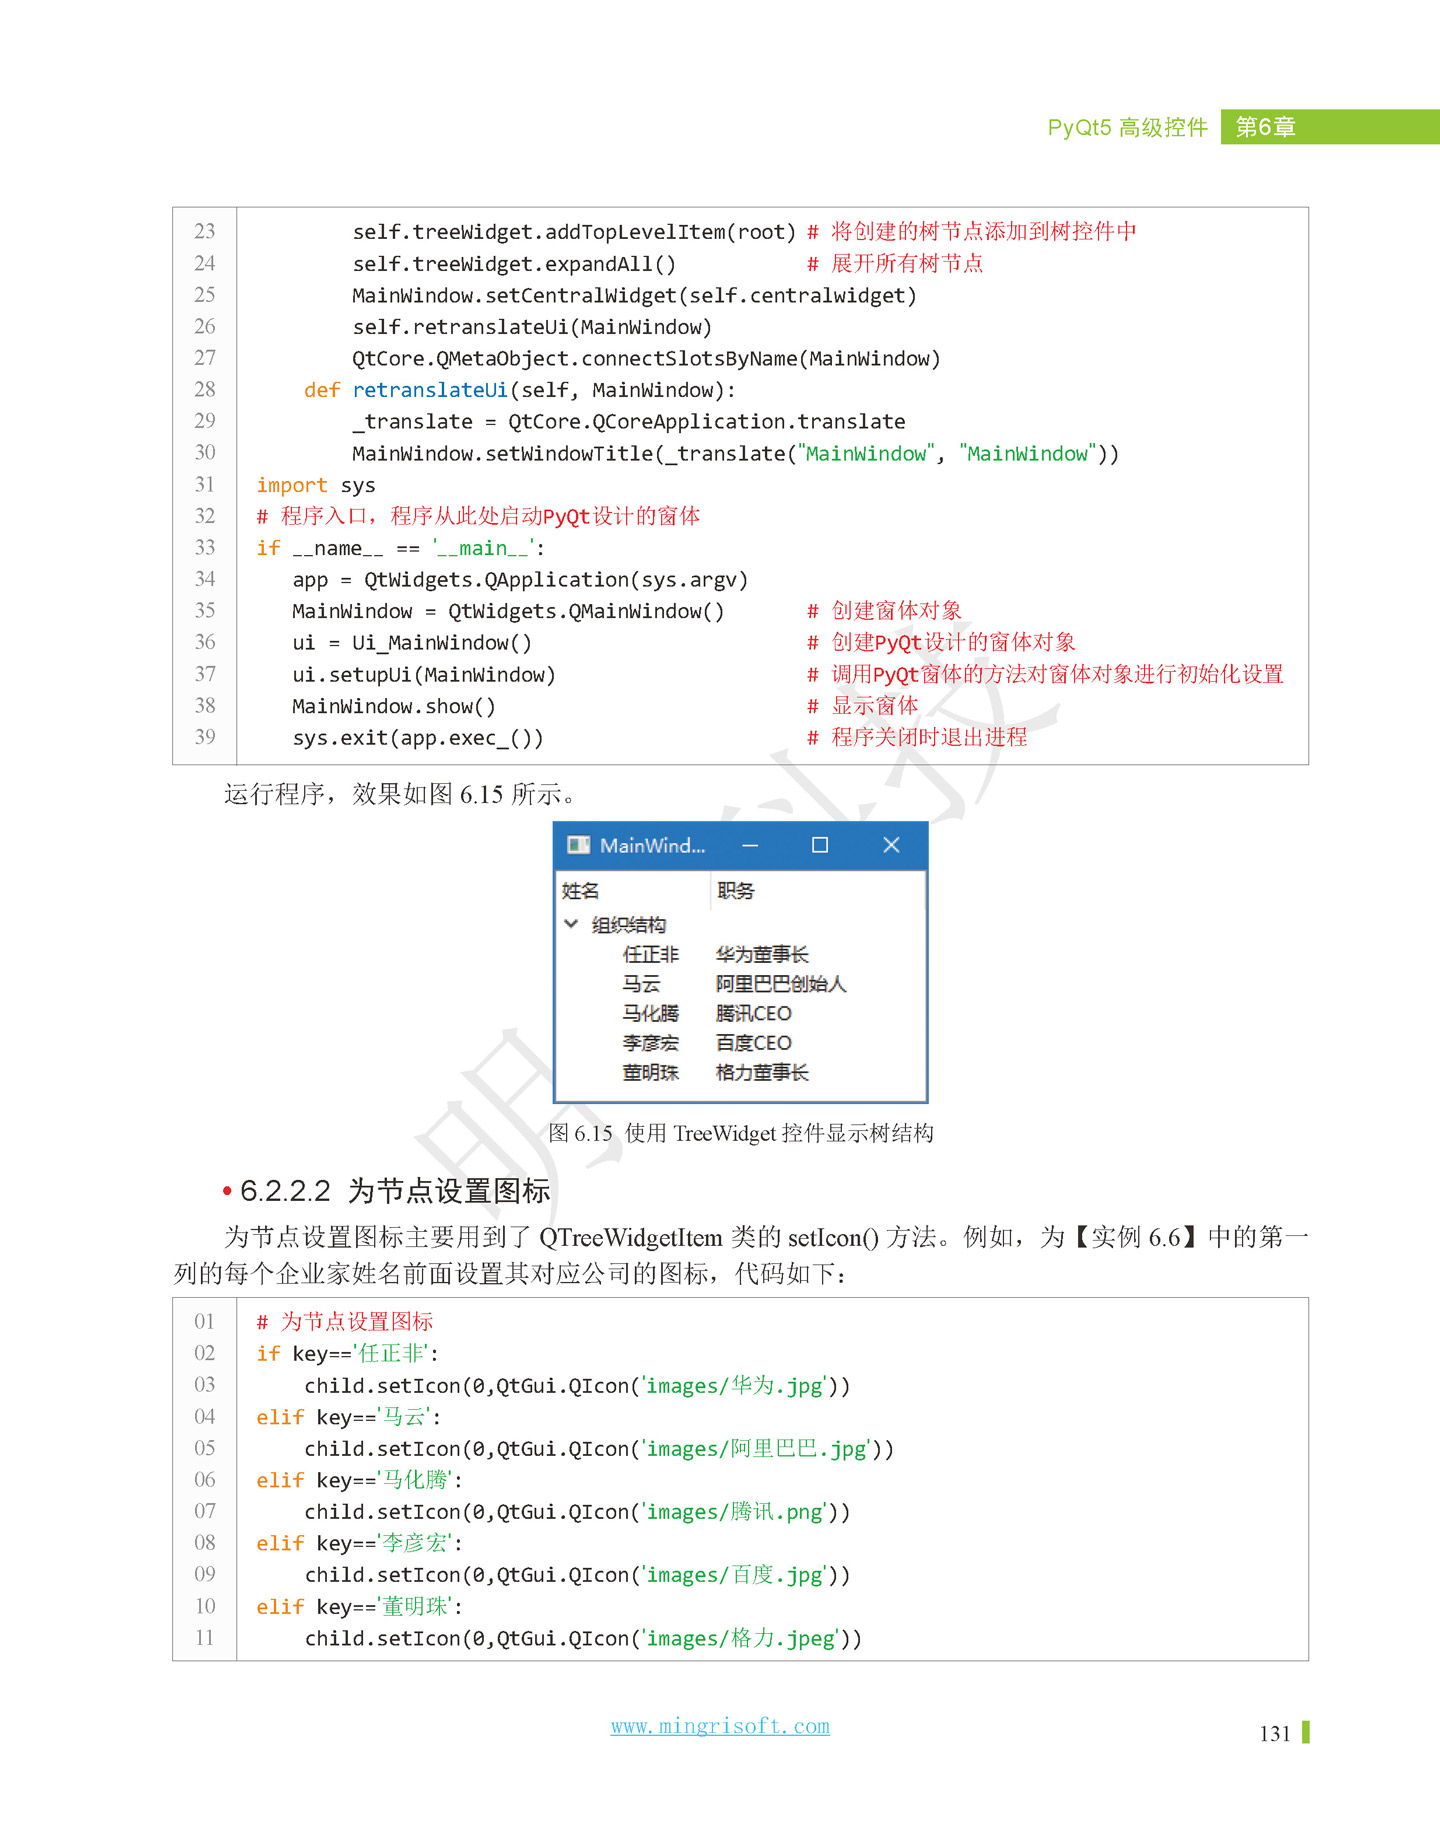 PyQt5 高级控件 第6章
23 self.treeWidget.addTopLevelItem(root) # 将创建的树节点添加到树控件中
24 self.treeWidget.expandAll() # 展开所有树节点
25 MainWindow.setCentralWidget(self.centralwidget)
26 self.retranslateUi(MainWindow)
27 QtCore.QMetaObject.connectSlotsByName(MainWindow)
28 def retranslateUi(self, MainWindow):
29 _translate = QtCore.QCoreApplication.translate
30 MainWindow.setWindowTitle(_translate("MainWindow", "MainWindow"))
31 import sys
32 # 程序入口，程序从此处启动PyQt设计的窗体
33 if __name__ == '__main__':
34 app = QtWidgets.QApplication(sys.argv)
35 MainWindow = QtWidgets.QMainWindow() # 创建窗体对象
36 ui = Ui_MainWindow() # 创建PyQt设计的窗体对象
37 ui.setupUi(MainWindow) # 调用PyQt窗体的方法对窗体对象进行初始化设置
38 MainWindow.show() # 显示窗体
39 sys.exit(app.exec_()) # 程序关闭时退出进程
运行程序，效果如图 6.15 所示。
MainWind...
姓名 职务
组织结构
任正非 华为董事长
马云 阿里巴巴创始人
马化腾 腾讯CEO
李彦宏 百度CEO
董明珠 格力董事长
图 6.15 使用 TreeWidget 控件显示树结构
•6.2.2.2 为节点设置图标
为节点设置图标主要用到了 QTreeWidgetItem 类的 setIcon() 方法。例如，为【实例 6.6】中的第一
列的每个企业家姓名前面设置其对应公司的图标，代码如下：
01 # 为节点设置图标
02 if key=='任正非':
03 child.setIcon(0,QtGui.QIcon('images/华为.jpg'))
04 elif key=='马云':
05 child.setIcon(0,QtGui.QIcon('images/阿里巴巴.jpg'))
06 elif key=='马化腾':
07 child.setIcon(0,QtGui.QIcon('images/腾讯.png'))
08 elif key=='李彦宏':
09 child.setIcon(0,QtGui.QIcon('images/百度.jpg'))
10 elif key=='董明珠':
11 child.setIcon(0,QtGui.QIcon('images/格力.jpeg'))
www.mingrisoft.com
131